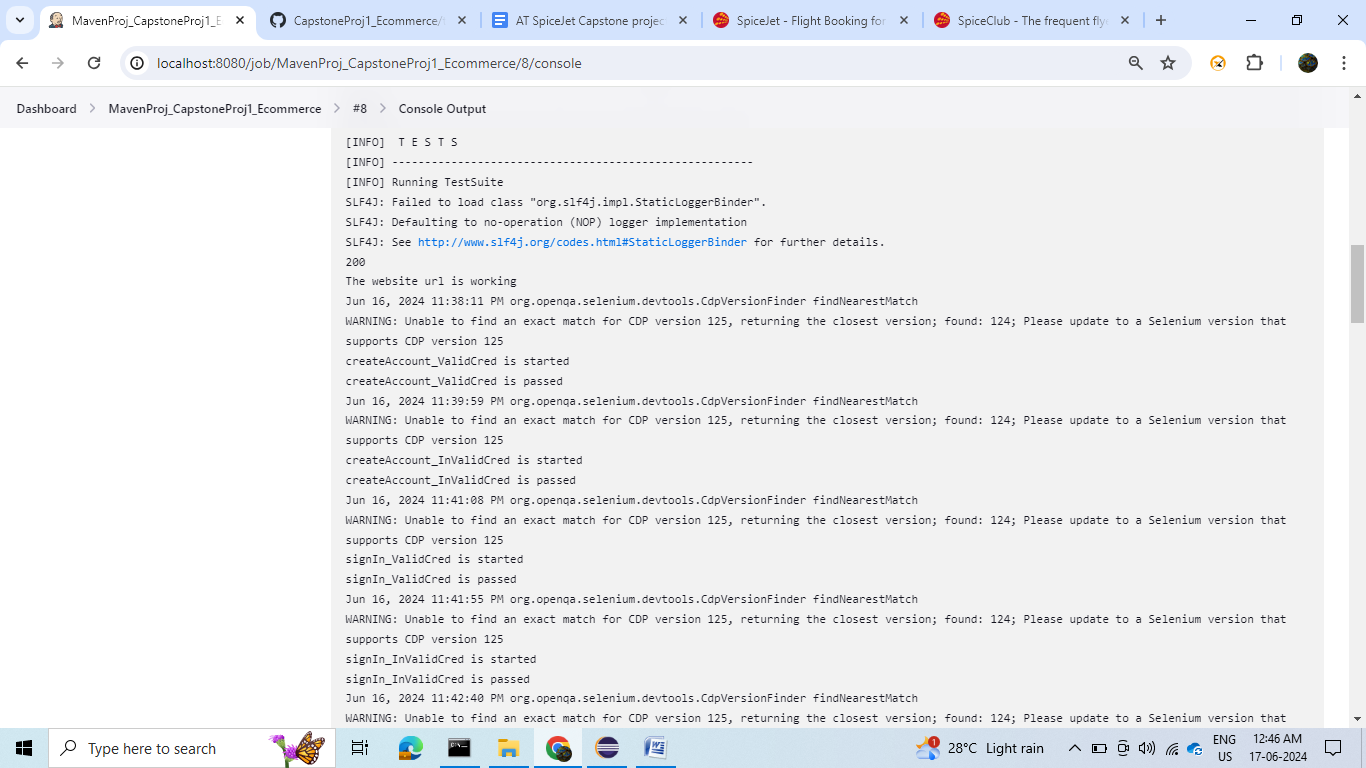 MavenProj_CapstoneProj1_E
CapstoneProj1_Ecommerce/
AT SpiceJet Capstone projec
SpiceJet - Flight Booking for
SpiceClub - The frequent fly
localhost:8080/job/MavenProj_CapstoneProj1_Ecommerce/8/console
Dashboard MavenProj_CapstoneProj1_Ecommerce #8 Console Output
[INFO]  T E S T S
[INFO] -------------------------------------------------------
[INFO] Running TestSuite
SLF4J: Failed to load class "org.slf4j.impl.StaticLoggerBinder".
SLF4J: Defaulting to no-operation (NOP) logger implementation
SLF4J: See http://www.slf4j.org/codes.html#StaticLoggerBinder for further details.
200
The website url is working
Jun 16, 2024 11:38:11 PM org.openqa.selenium.devtools.CdpVersionFinder findNearestMatch
WARNING: Unable to find an exact match for CDP version 125, returning the closest version; found: 124; Please update to a Selenium version that
supports CDP version 125
createAccount_ValidCred is started
createAccount_ValidCred is passed
Jun 16, 2024 11:39:59 PM org.openqa.selenium.devtools.CdpVersionFinder findNearestMatch
WARNING: Unable to find an exact match for CDP version 125, returning the closest version; found: 124; Please update to a Selenium version that
supports CDP version 125
createAccount_InValidCred is started
createAccount_InValidCred is passed
Jun 16, 2024 11:41:08 PM org.openqa.selenium.devtools.CdpVersionFinder findNearestMatch
WARNING: Unable to find an exact match for CDP version 125, returning the closest version; found: 124; Please update to a Selenium version that
supports CDP version 125
signIn_ValidCred is started
signIn_ValidCred is passed
Jun 16, 2024 11:41:55 PM org.openqa.selenium.devtools.CdpVersionFinder findNearestMatch
WARNING: Unable to find an exact match for CDP version 125, returning the closest version; found: 124; Please update to a Selenium version that
supports CDP version 125
signIn_InValidCred is started
signIn_InValidCred is passed
Jun 16, 2024 11:42:40 PM org.openqa.selenium.devtools.CdpVersionFinder findNearestMatch
WARNING: Unable to find an exact match for CDP version 125, returning the closest version; found: 124; Please update to a Selenium version that
Type here to search
1
28°C Light rain
ENG
US
12:46 AM
17-06-2024